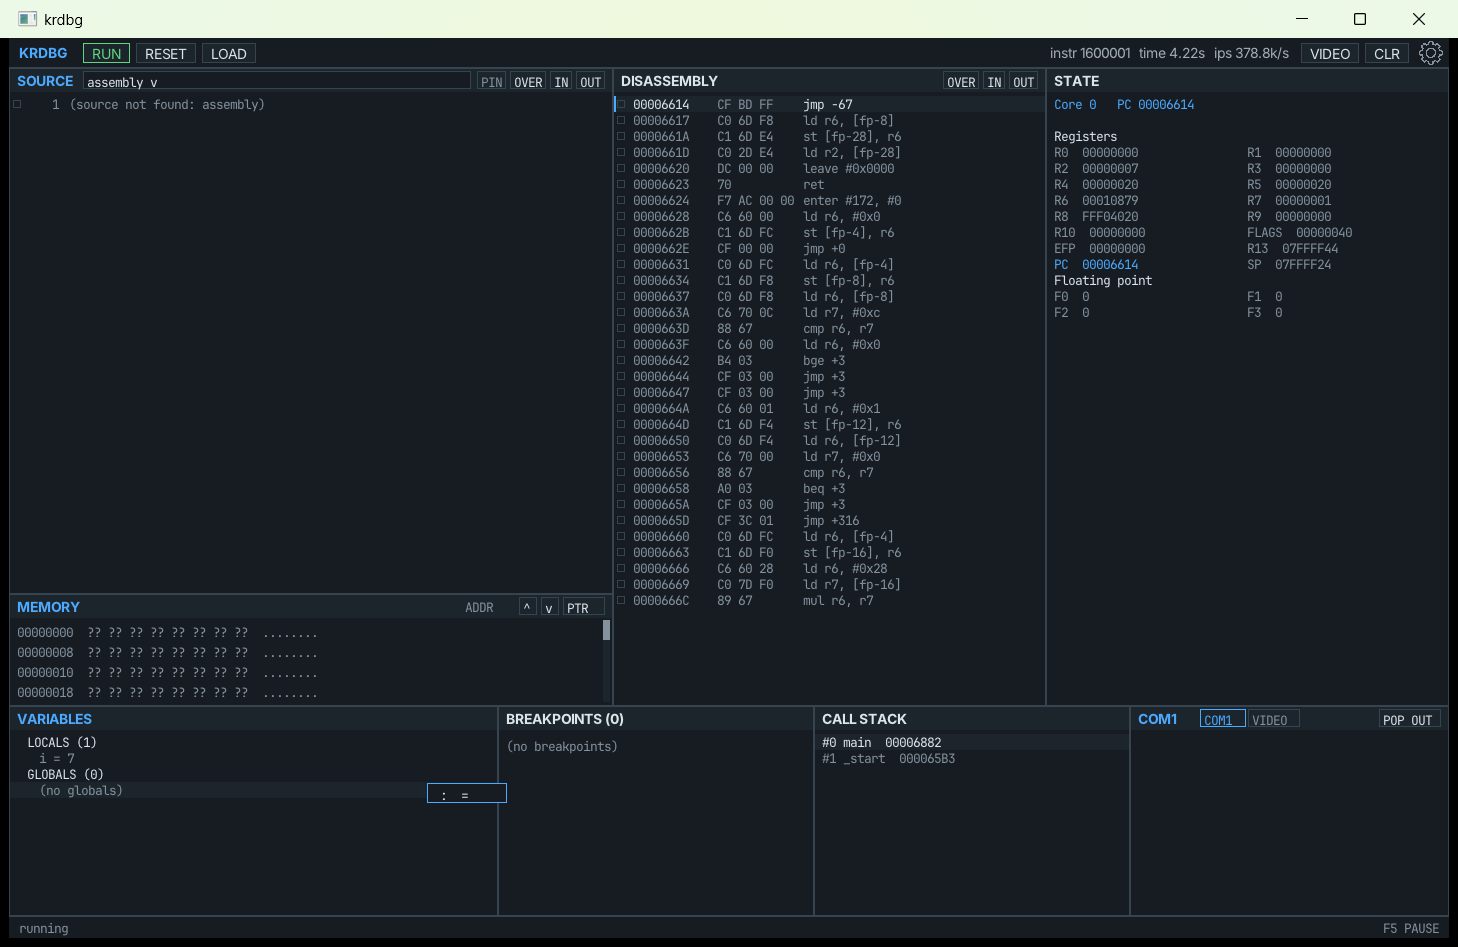 krdbg
KRDBG RUN RESET LOAD instr 1600001 time 4.22s ips 378.8k/s VIDEO CLR
SOURCE assembly v PIN OVER IN OUT
1 (source not found: assembly)
DISASSEMBLY OVER IN OUT
00006614 CF BD FF jmp -67
00006617 C0 6D F8 ld r6, [fp-8]
0000661A C1 6D E4 st [fp-28], r6
0000661D C0 2D E4 ld r2, [fp-28]
00006620 DC 00 00 leave #0x0000
00006623 70 ret
00006624 F7 AC 00 00 enter #172, #0
00006628 C6 60 00 ld r6, #0x0
0000662B C1 6D FC st [fp-4], r6
0000662E CF 00 00 jmp +0
00006631 C0 6D FC ld r6, [fp-4]
00006634 C1 6D F8 st [fp-8], r6
00006637 C0 6D F8 ld r6, [fp-8]
0000663A C6 70 0C ld r7, #0xc
0000663D 88 67 cmp r6, r7
0000663F C6 60 00 ld r6, #0x0
00006642 B4 03 bge +3
00006644 CF 03 00 jmp +3
00006647 CF 03 00 jmp +3
0000664A C6 60 01 ld r6, #0x1
0000664D C1 6D F4 st [fp-12], r6
00006650 C0 6D F4 ld r6, [fp-12]
00006653 C6 70 00 ld r7, #0x0
00006656 88 67 cmp r6, r7
00006658 A0 03 beq +3
0000665A CF 03 00 jmp +3
0000665D CF 3C 01 jmp +316
00006660 C0 6D FC ld r6, [fp-4]
00006663 C1 6D F0 st [fp-16], r6
00006666 C6 60 28 ld r6, #0x28
00006669 C0 7D F0 ld r7, [fp-16]
0000666C 89 67 mul r6, r7
STATE
Core 0 PC 00006614
Registers
R0 00000000 R1 00000000
R2 00000007 R3 00000000
R4 00000020 R5 00000020
R6 00010879 R7 00000001
R8 FFF04020 R9 00000000
R10 00000000 FLAGS 00000040
EFP 00000000 R13 07FFFF44
PC 00006614 SP 07FFFF24
Floating point
F0 0 F1 0
F2 0 F3 0
MEMORY ADDR ^ v PTR
00000000 ?? ?? ?? ?? ?? ?? ?? ?? ........
00000008 ?? ?? ?? ?? ?? ?? ?? ?? ........
00000010 ?? ?? ?? ?? ?? ?? ?? ?? ........
00000018 ?? ?? ?? ?? ?? ?? ?? ?? ........
VARIABLES
LOCALS (1)
i = 7
GLOBALS (0)
(no globals)
: =
BREAKPOINTS (0)
(no breakpoints)
CALL STACK
#0 main 00006882
#1 _start 000065B3
COM1 COM1 VIDEO POP OUT
running F5 PAUSE